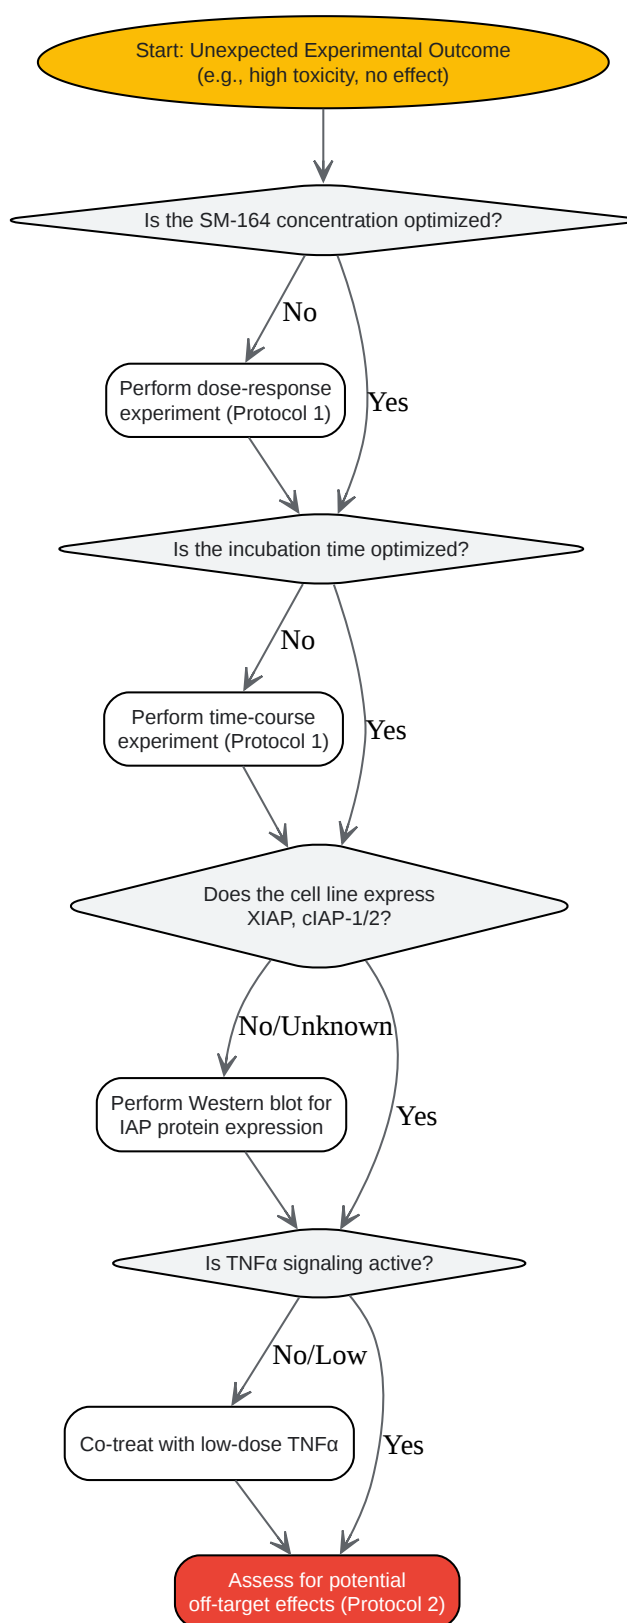 Start: Unexpected Experimental Outcome
(e.g., high toxicity, no effect)
Is the SM-164 concentration optimized?
No
Perform dose-response
experiment (Protocol 1)
Yes
Is the incubation time optimized?
No
Perform time-course
experiment (Protocol 1)
Yes
Does the cell line express
XIAP, cIAP-1/2?
No/Unknown
Perform Western blot for
IAP protein expression
Yes
Is TNFα signaling active?
No/Low
Co-treat with low-dose TNFα
Yes
Assess for potential
off-target effects (Protocol 2)